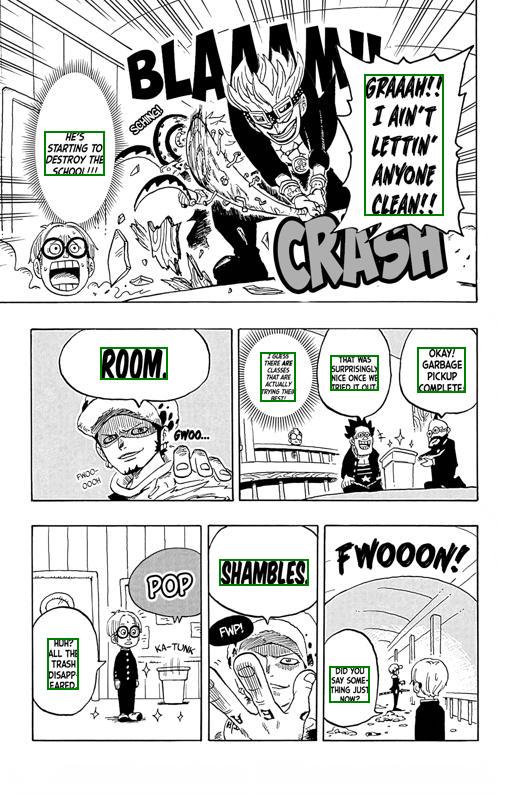 BLAAAM!!
GRAAAH!!
I AIN'T
LETTIN'
ANYONE
CLEAN!!
SCHING!
HE'S
STARTING TO
DESTROY THE
SCHOOL!!!
CRASH
OKAY!
GARBAGE
PICKUP
COMPLETE.
THAT WAS
SURPRISINGLY
NICE ONCE WE
TRIED IT OUT.
I GUESS
THERE ARE
CLASSES
THAT ARE
ACTUALLY
TRYING THEIR
BEST!
ROOM.
GWOO...
FWOO-
OOOH
FWOOON!
DID YOU
SAY SOME-
THING JUST
NOW?
SHAMBLES.
FWP!
POP
KA-TUNK
HUH?
ALL THE
TRASH
DISAPP-
EARED.